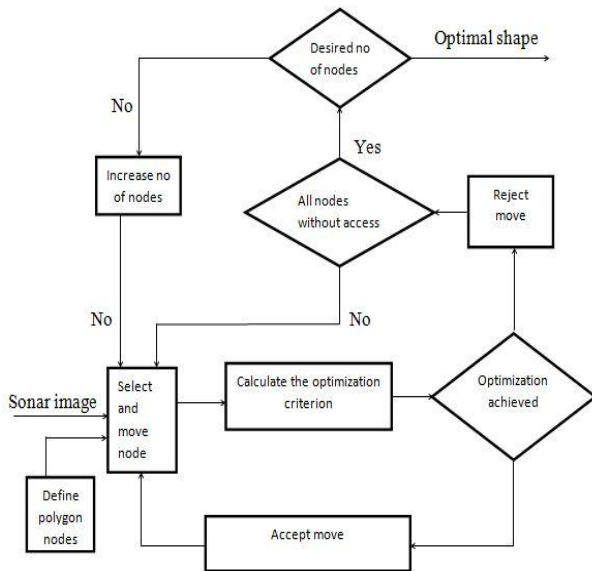 Desired no
of nodes
Optimal shape
No
Yes
Increase no
of nodes
All nodes
without access
Reject
move
No
No
Select
and
move
node
Calculate the optimization
criterion
Optimization
achieved
Sonar image
Define
polygon
nodes
Accept move